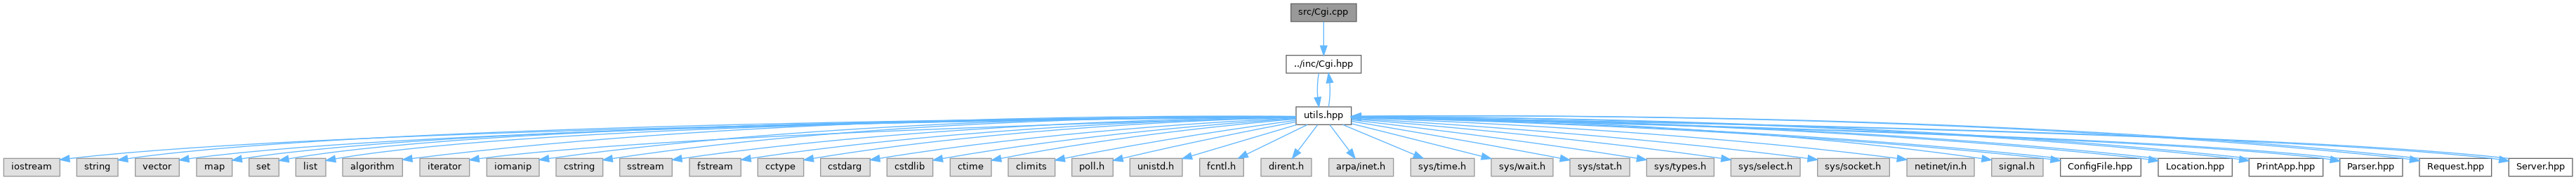 src/Cgi.cpp
../inc/Cgi.hpp
utils.hpp
iostream string vector map set list algorithm iterator iomanip cstring sstream fstream cctype cstdarg cstdlib ctime climits poll.h unistd.h fcntl.h dirent.h arpa/inet.h sys/time.h sys/wait.h sys/stat.h sys/types.h sys/select.h sys/socket.h netinet/in.h signal.h ConfigFile.hpp Location.hpp PrintApp.hpp Parser.hpp Request.hpp Server.hpp